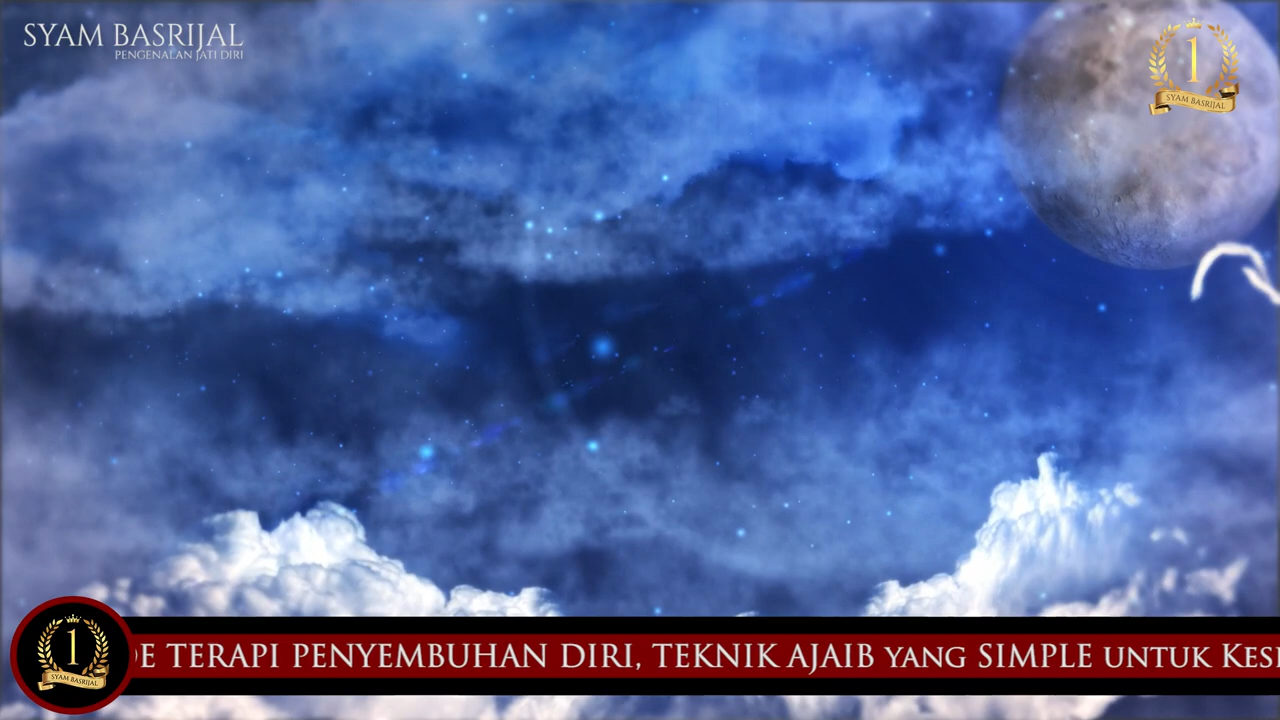 SYAM BASRIJAL
PENGENALAN JATI DIRI
1
SYAM BASRIJAL
1
SYAM BASRIJAL
TERAPI PENYEMBUHAN DIRI, TEKNIK AJAIB YANG SIMPLE UNTUK